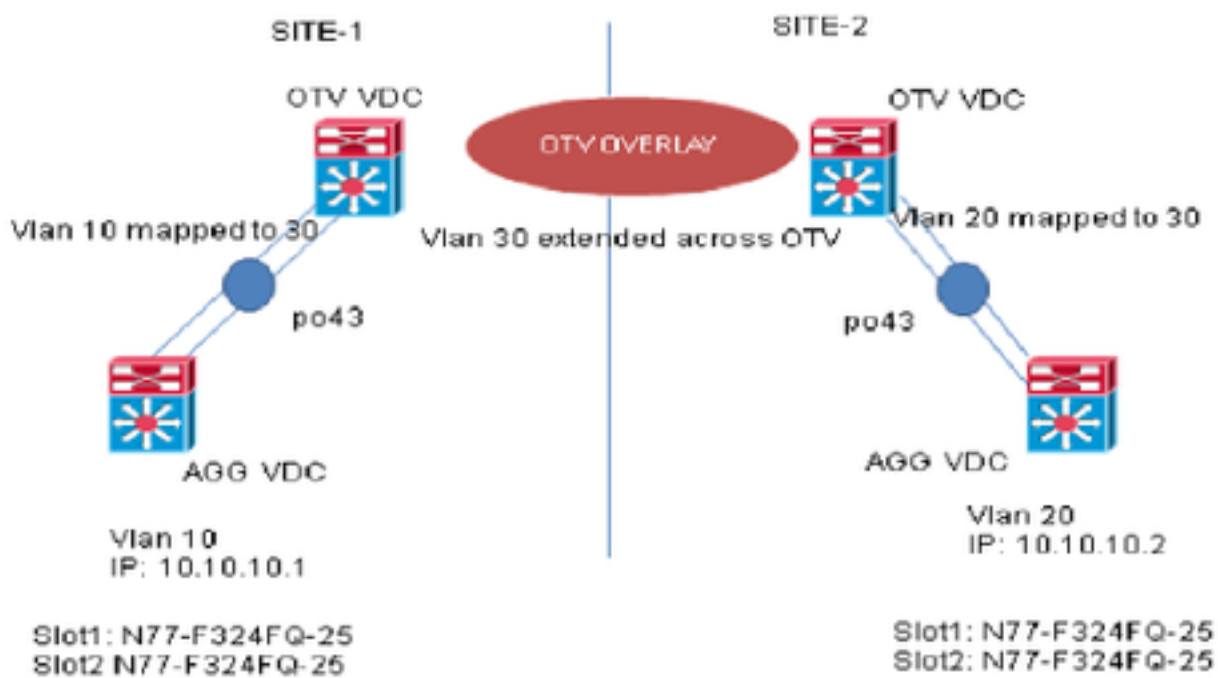 SITE-1
SITE-2
OTV VDC
OTV VDC
OTV OVERLAY
Vlan 10 mapped to 30
Vlan 30 extended across OTV
Vlan 20 mapped to 30
po43
po43
AGG VDC
AGG VDC
Vlan 10
IP: 10.10.10.1
Vlan 20
IP: 10.10.10.2
Slot1: N77-F324FQ-25
Slot2 N77-F324FQ-25
Slot1: N77-F324FQ-25
Slot2: N77-F324FQ-25